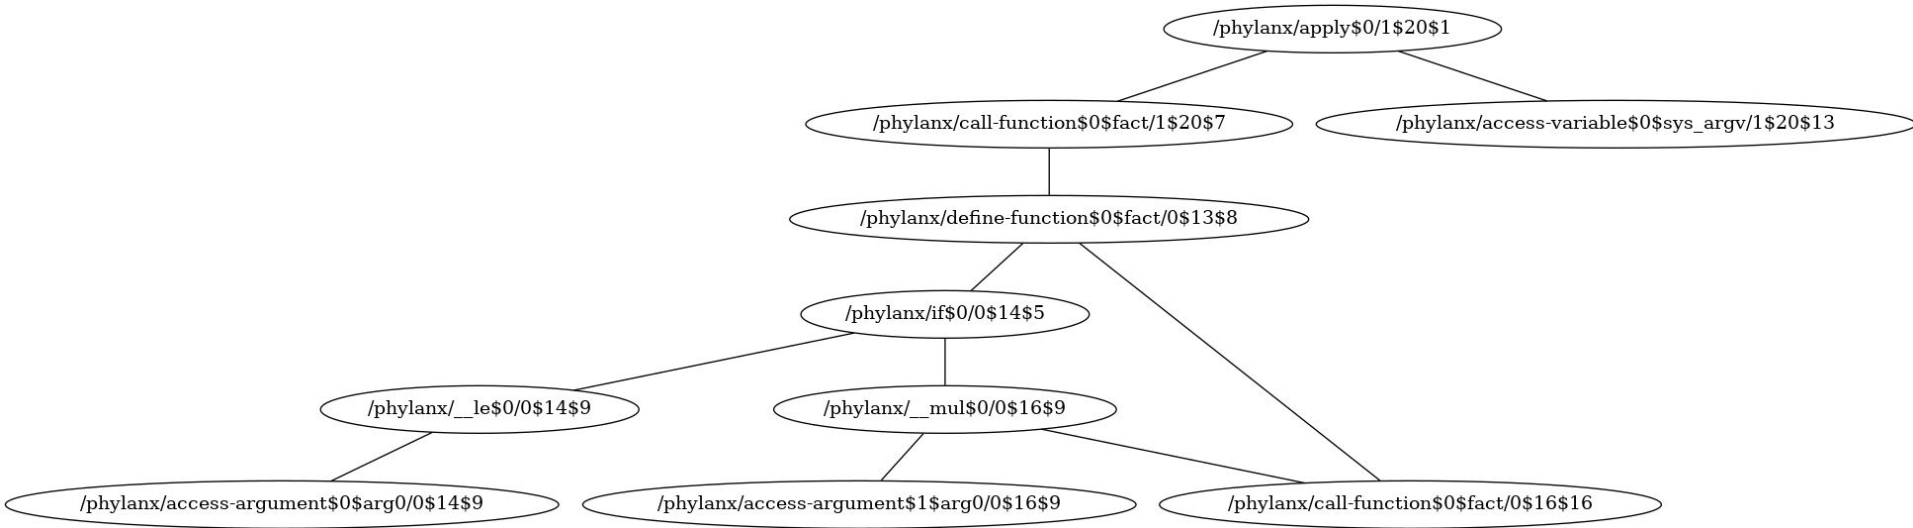 /phylanx/apply$0/1$20$1
/phylanx/call-function$0$fact/1$20$7
/phylanx/access-variable$0$sys_argv/1$20$13
/phylanx/define-function$0$fact/0$13$8
/phylanx/if$0/0$14$5
/phylanx/__le$0/0$14$9
/phylanx/__mul$0/0$16$9
/phylanx/access-argument$0$arg0/0$14$9
/phylanx/access-argument$1$arg0/0$16$9
/phylanx/call-function$0$fact/0$16$16